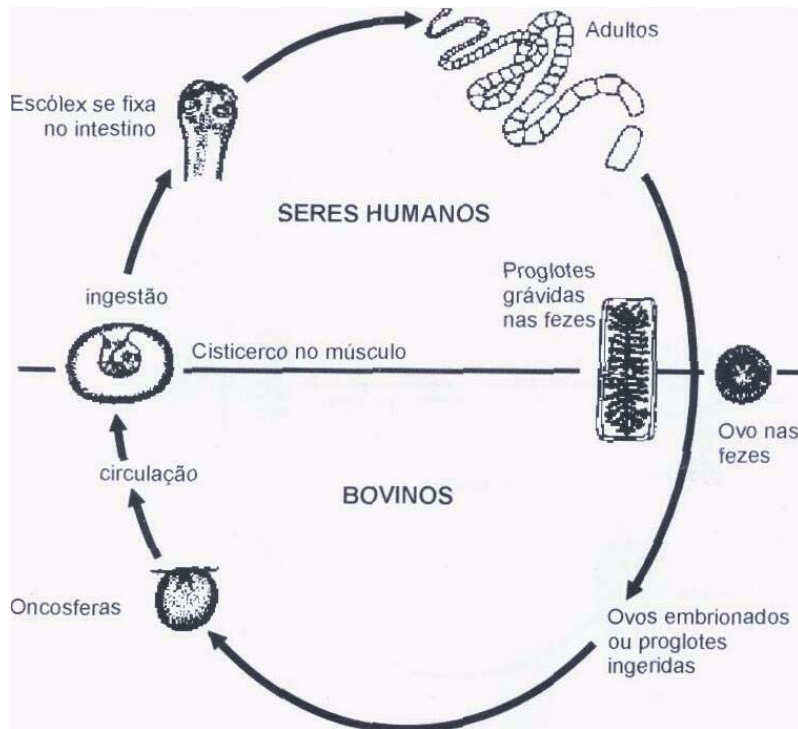 Adultos
Escólex se fixa
no intestino
SERES HUMANOS
Proglotes
grávidas
nas fezes
ingestão
Cisticerco no músculo
Ovo nas
fezes
circulação
BOVINOS
Oncosferas
Ovos embrionados
ou proglotes
ingeridas